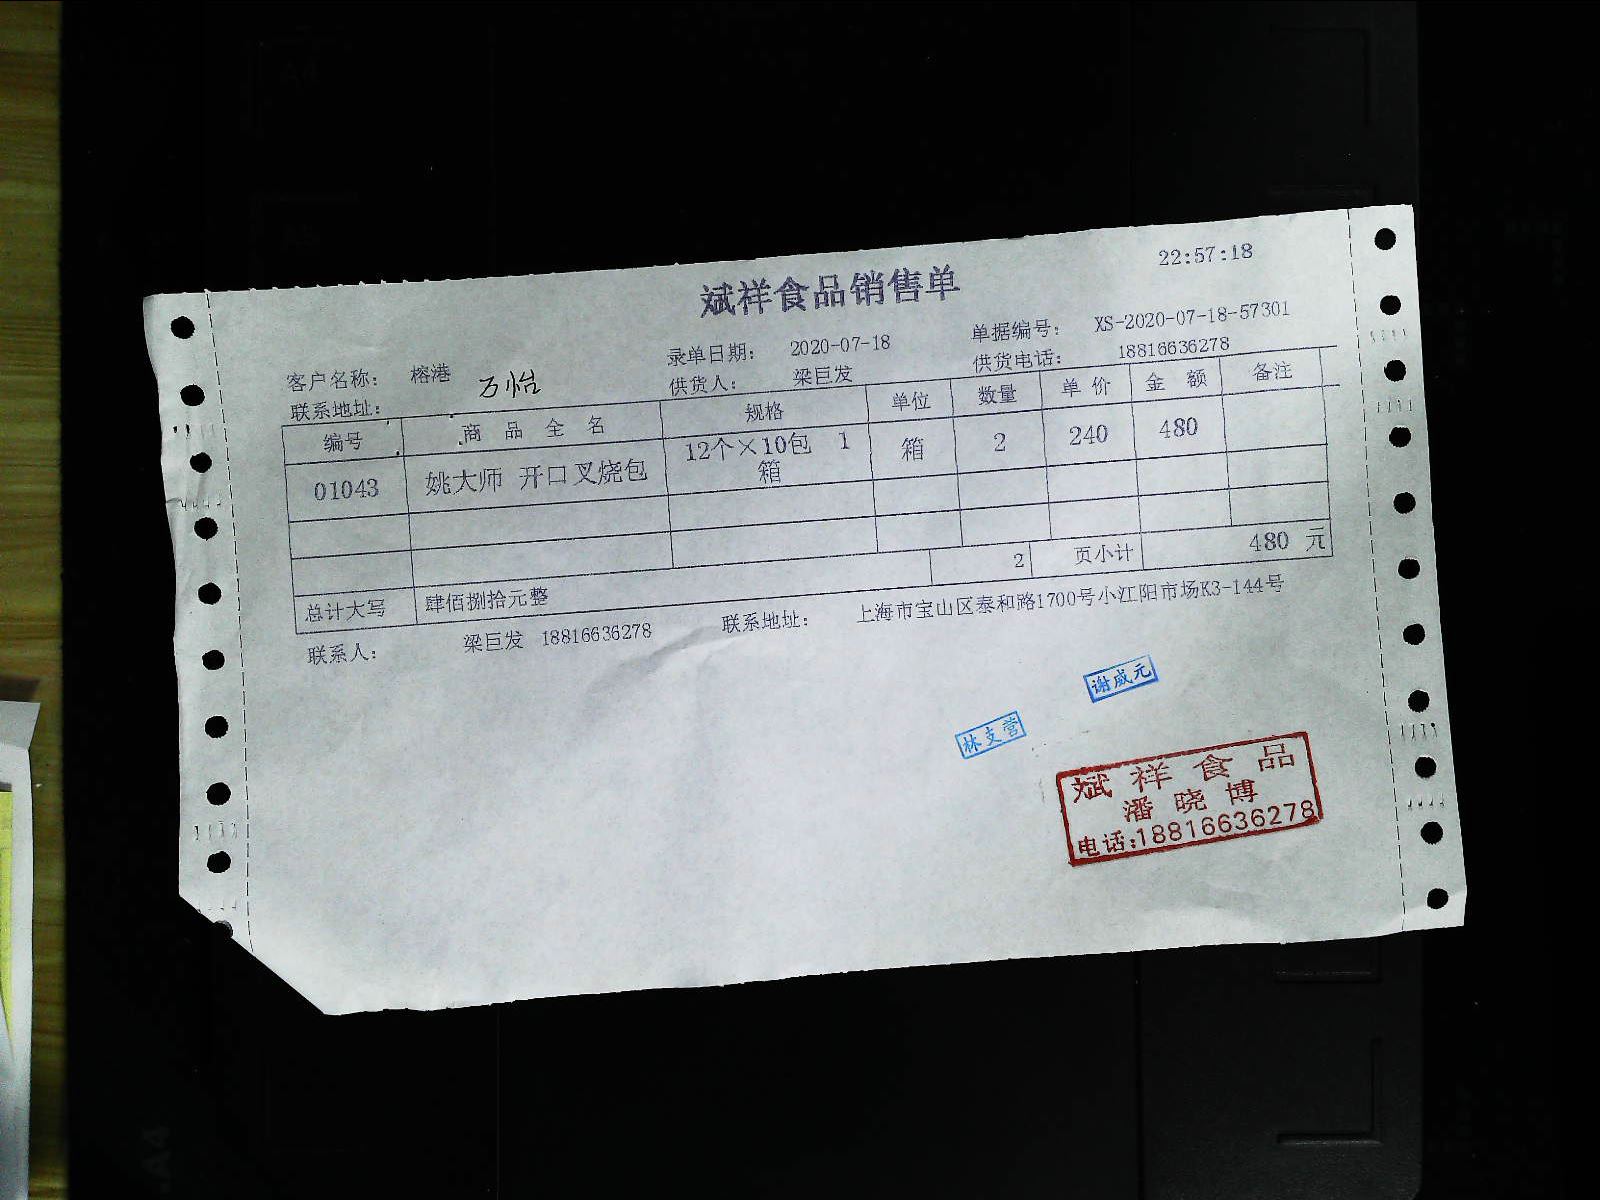 22:57:18
斌祥食品销售单
客户名称： 榕港 万怡 录单日期： 2020-07-18 单据编号： XS-2020-07-18-57301
联系地址： 供货人： 梁巨发 供货电话： 18816636278
编号 商品全名 规格 单位 数量 单价 金额 备注
01043 姚大师 开口叉烧包 12个×10包 1箱 箱 2 240 480
总计大写 肆佰捌拾元整 2 页小计 480 元
联系人： 梁巨发 18816636278 联系地址： 上海市宝山区泰和路1700号小江阳市场K3-144号
谢成元
林支营
斌祥食品
潘晓博
电话:18816636278